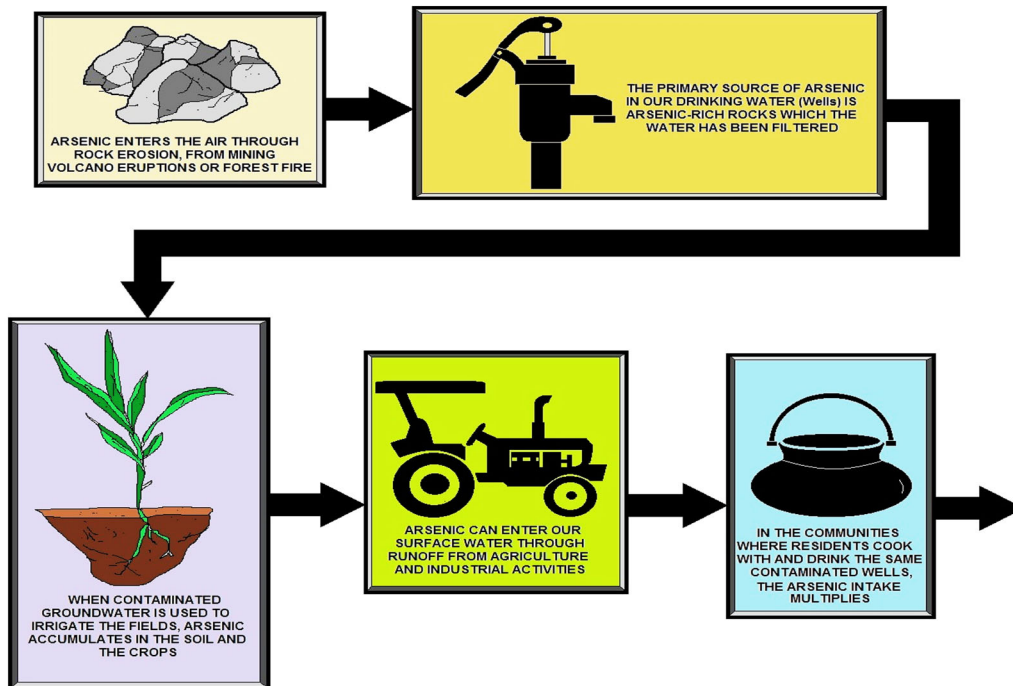 ARSENIC ENTERS THE AIR THROUGH
ROCK EROSION, FROM MINING
VOLCANO ERUPTIONS OR FOREST FIRE
THE PRIMARY SOURCE OF ARSENIC
IN OUR DRINKING WATER (Wells) IS
ARSENIC-RICH ROCKS WHICH THE
WATER HAS BEEN FILTERED
WHEN CONTAMINATED
GROUNDWATER IS USED TO
IRRIGATE THE FIELDS, ARSENIC
ACCUMULATES IN THE SOIL AND
THE CROPS
ARSENIC CAN ENTER OUR
SURFACE WATER THROUGH
RUNOFF FROM AGRICULTURE
AND INDUSTRIAL ACTIVITIES
IN THE COMMUNITIES
WHERE RESIDENTS COOK
WITH AND DRINK THE SAME
CONTAMINATED WELLS,
THE ARSENIC INTAKE
MULTIPLIES